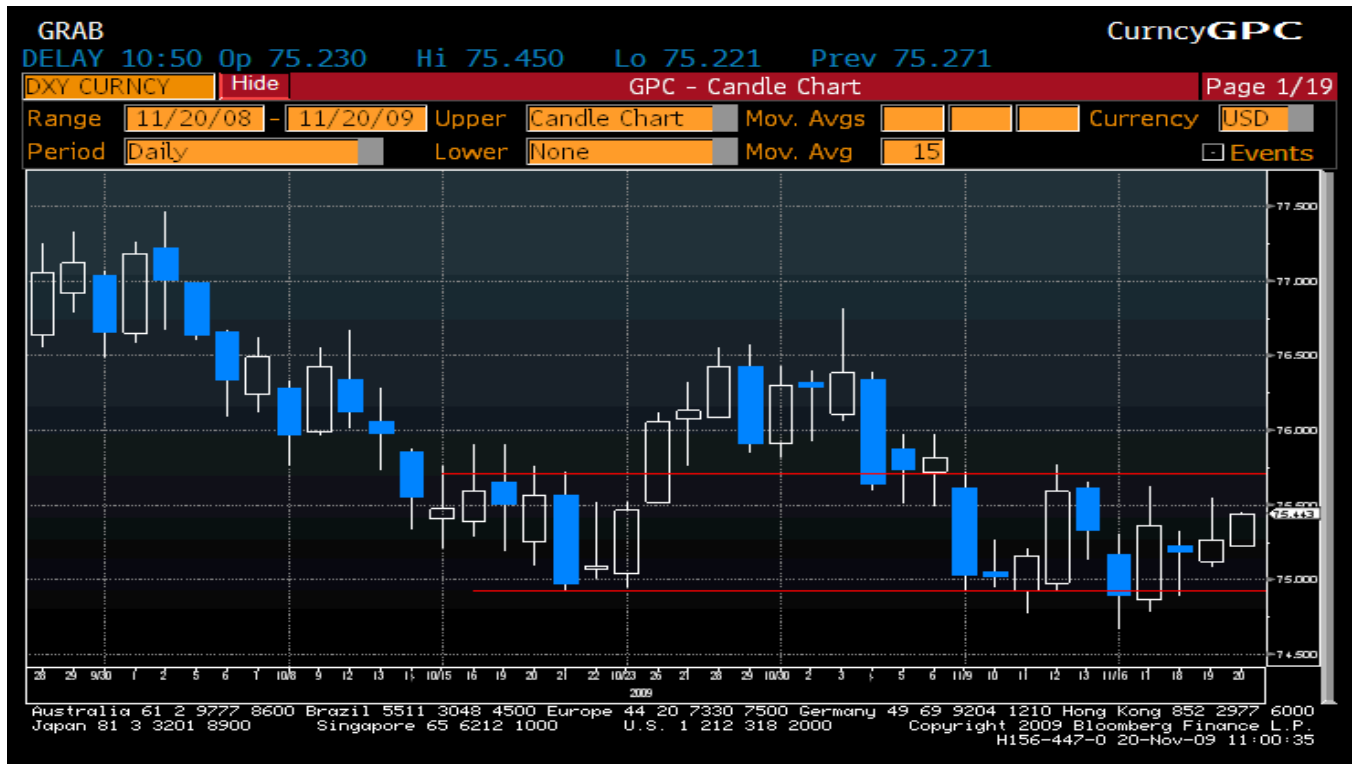 GRAB CurncyGPC
DELAY 10:50 Op 75.230 Hi 75.450 Lo 75.221 Prev 75.271
DXY CURNCY Hide GPC - Candle Chart Page 1/19
Range 11/20/08 - 11/20/09 Upper Candle Chart Mov. Avgs Currency USD
Period Daily Lower None Mov. Avg 15 Events
77.500
77.000
76.500
76.000
75.500
75.443
75.000
74.500
28 29 9/30 1 2 5 6 7 10/8 9 12 13 10/15 16 19 20 21 22 10/23 26 27 28 29 10/30 2 3 5 6 11/9 10 11 12 13 11/16 17 18 19 20
2009
Australia 61 2 9777 8600 Brazil 5511 3048 4500 Europe 44 20 7330 7500 Germany 49 69 9204 1210 Hong Kong 852 2977 6000
Japan 81 3 3201 8900 Singapore 65 6212 1000 U.S. 1 212 318 2000 Copyright 2009 Bloomberg Finance L.P.
H156-447-0 20-Nov-09 11:00:35